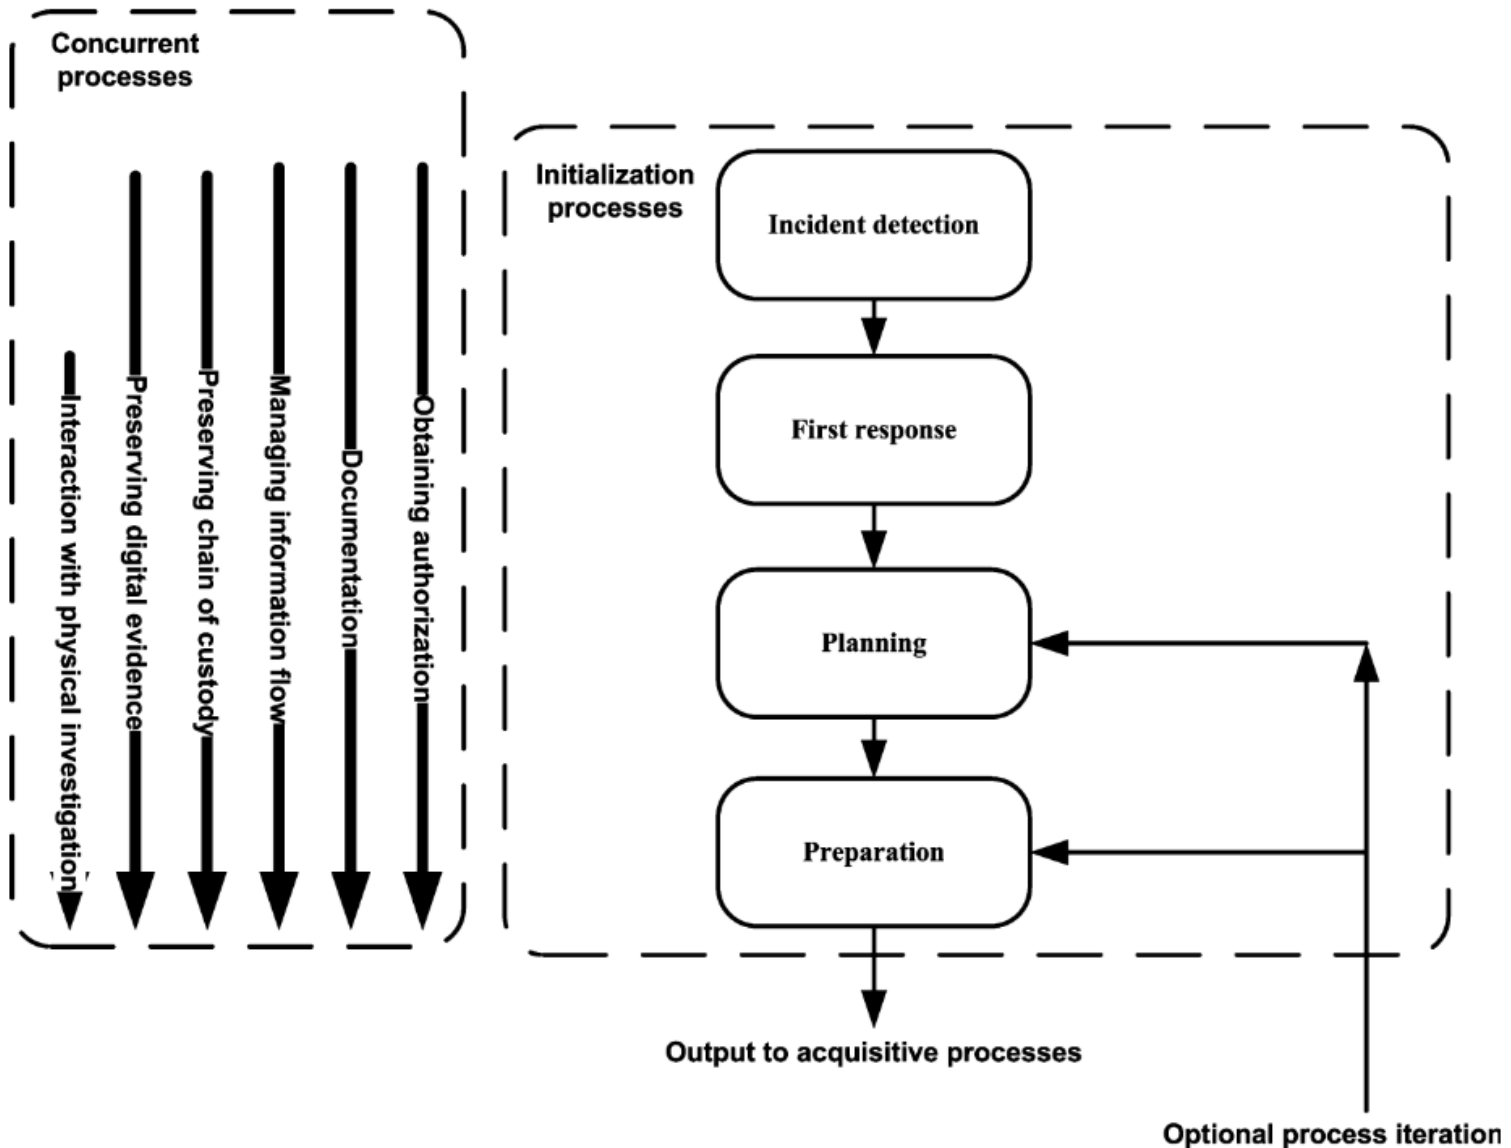 Concurrent
processes
Interaction with physical investigation
Preserving digital evidence
Preserving chain of custody
Managing information flow
Documentation
Obtaining authorization
Initialization
processes
Incident detection
First response
Planning
Preparation
Output to acquisitive processes
Optional process iteration